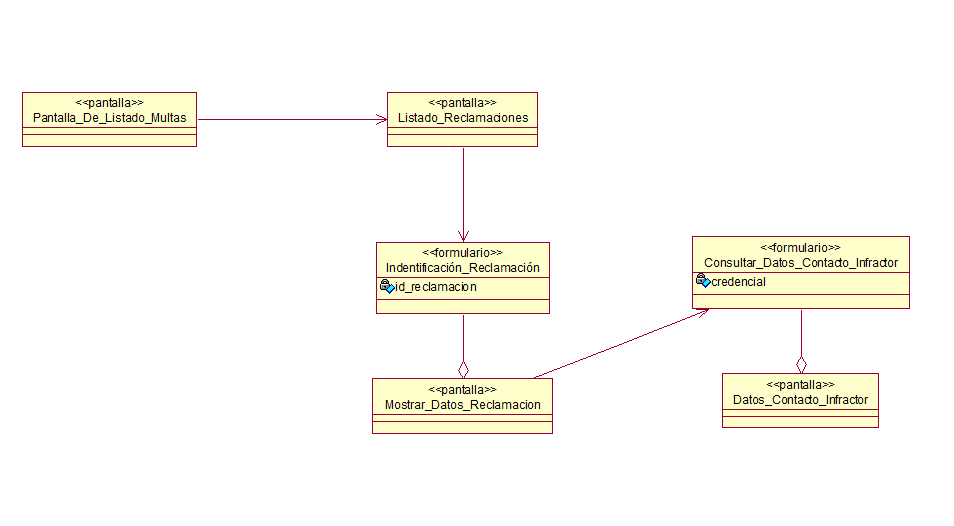 <<pantalla>>
Pantalla_De_Listado_Multas
<<pantalla>>
Listado_Reclamaciones
<<formulario>>
Indentificación_Reclamación
id_reclamacion
<<formulario>>
Consultar_Datos_Contacto_Infractor
credencial
<<pantalla>>
Mostrar_Datos_Reclamacion
<<pantalla>>
Datos_Contacto_Infractor